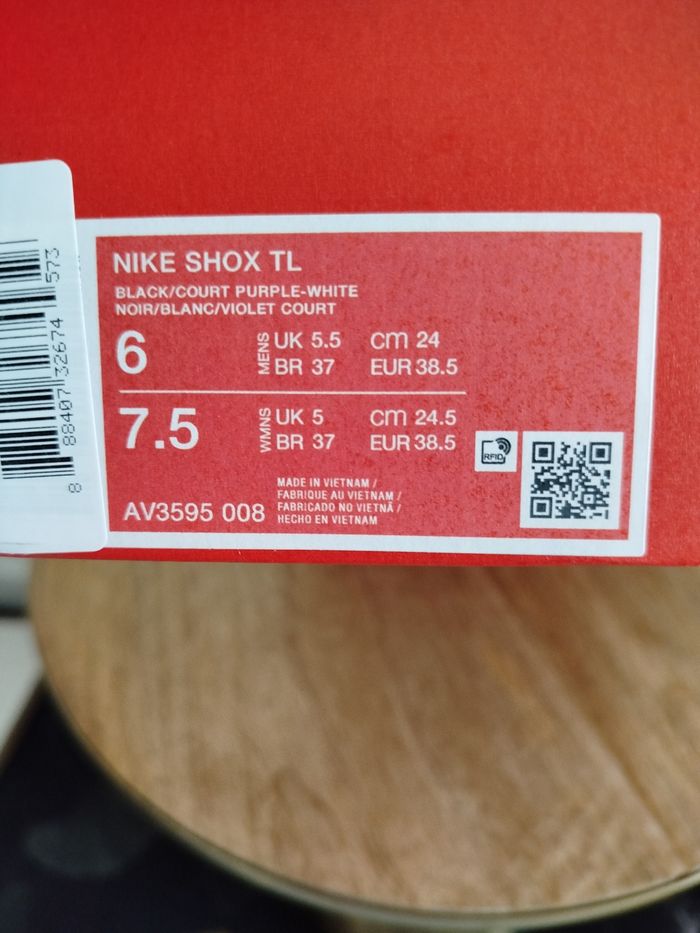 NIKE SHOX TL
BLACK/COURT PURPLE-WHITE
NOIR/BLANC/VIOLET COURT
6 MENS UK 5.5 cm 24
BR 37 EUR 38.5
7.5 WMNS UK 5 cm 24.5
BR 37 EUR 38.5
RFID
AV3595 008
MADE IN VIETNAM /
FABRIQUE AU VIETNAM /
FABRICADO NO VIETNÃ /
HECHO EN VIETNAM
8 88407 32674 573